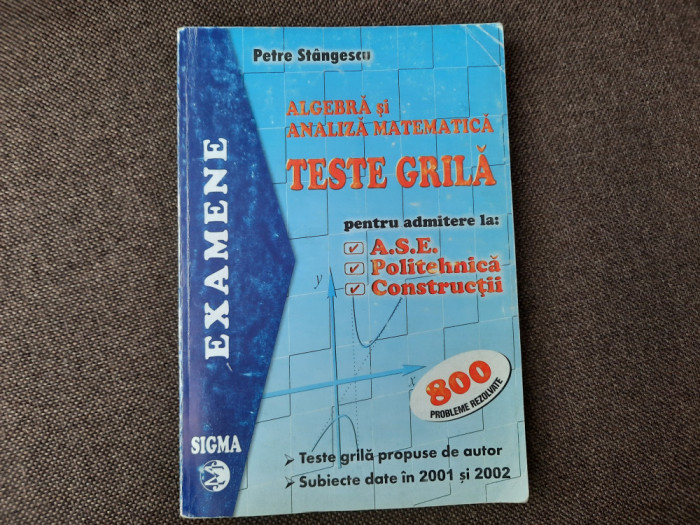 Petre Stângescu
ALGEBRĂ și
ANALIZĂ MATEMATICĂ
TESTE GRILĂ
pentru admitere la:
A.S.E.
Politehnică
Construcții
EXAMENE
y
x
800
PROBLEME REZOLVATE
SIGMA
Teste grilă propuse de autor
Subiecte date în 2001 și 2002